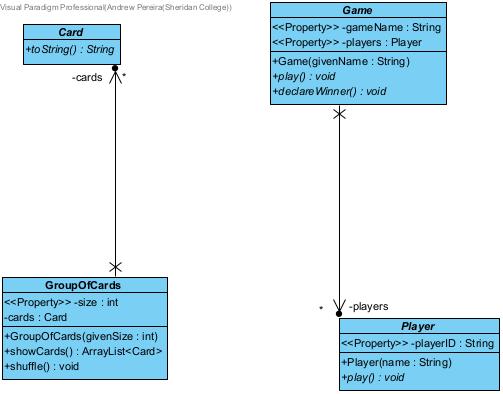 Visual Paradigm Professional(Andrew Pereira(Sheridan College))
Card
+toString() : String
-cards
*
GroupOfCards
<<Property>> -size : int
-cards : Card
+GroupOfCards(givenSize : int)
+showCards() : ArrayList<Card>
+shuffle() : void
Game
<<Property>> -gameName : String
<<Property>> -players : Player
+Game(givenName : String)
+play() : void
+declareWinner() : void
*
-players
Player
<<Property>> -playerID : String
+Player(name : String)
+play() : void